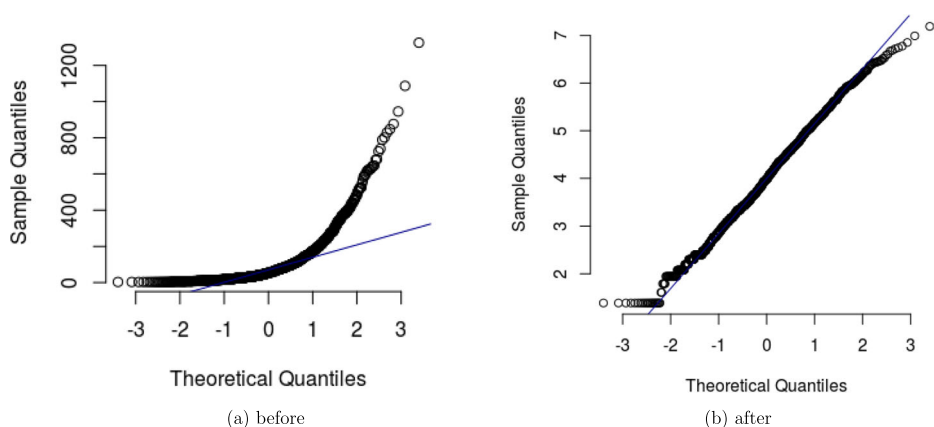 Sample Quantiles
1200
800
400
0
-3 -2 -1 0 1 2 3
Theoretical Quantiles
(a) before
Sample Quantiles
7
6
5
4
3
2
-3 -2 -1 0 1 2 3
Theoretical Quantiles
(b) after